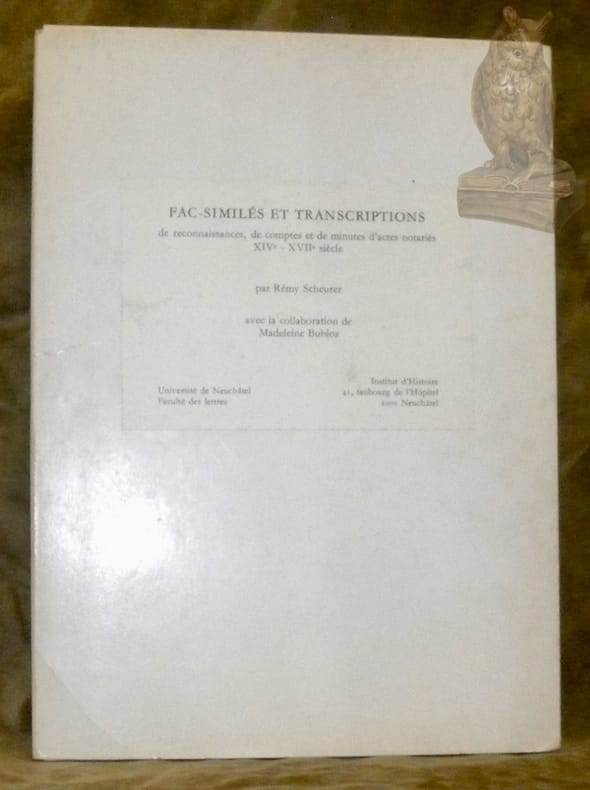 FAC-SIMILÉS ET TRANSCRIPTIONS
de reconnaissances, de comptes et de minutes d'actes notariés
XIVᵉ - XVIIᵉ siècle
par Rémy Scheurer
avec la collaboration de
Madeleine Bubloz
Université de Neuchâtel
Faculté des lettres
Institut d'Histoire
41, faubourg de l'Hôpital
2000 Neuchâtel